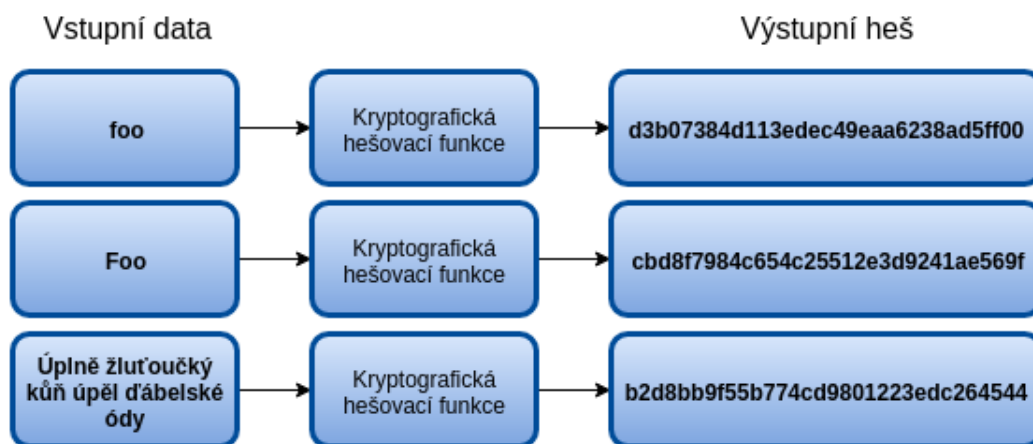 Vstupní data
Výstupní heš
foo
Kryptografická
hešovací funkce
d3b07384d113edec49eaa6238ad5ff00
Foo
Kryptografická
hešovací funkce
cbd8f7984c654c25512e3d9241ae569f
Úplně žluťoučký
kůň úpěl ďábelské
ódy
Kryptografická
hešovací funkce
b2d8bb9f55b774cd9801223edc264544